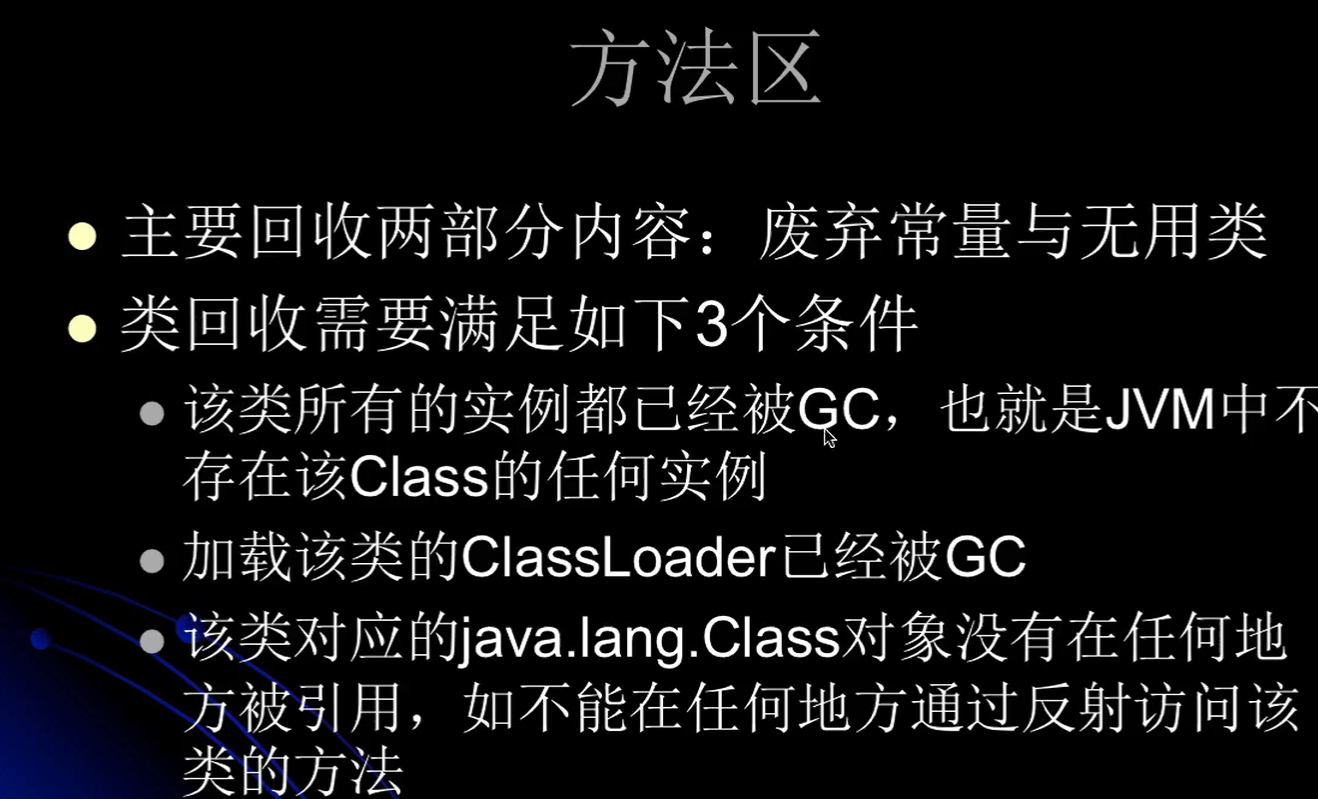 方法区
主要回收两部分内容：废弃常量与无用类
类回收需要满足如下3个条件
该类所有的实例都已经被GC，也就是JVM中不
存在该Class的任何实例
加载该类的ClassLoader已经被GC
该类对应的java.lang.Class对象没有在任何地
方被引用，如不能在任何地方通过反射访问该
类的方法